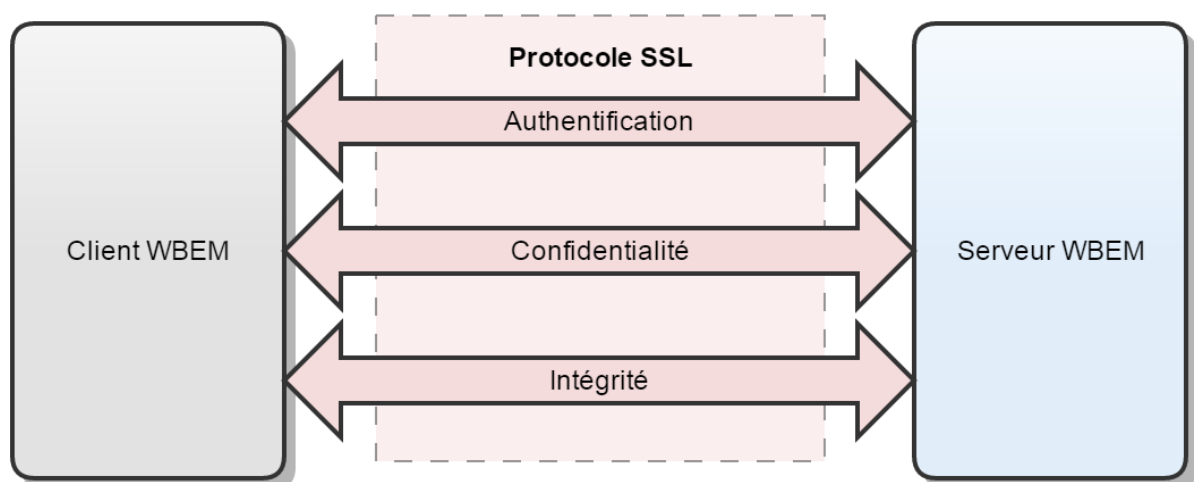 Protocole SSL
Authentification
Client WBEM
Confidentialité
Serveur WBEM
Intégrité